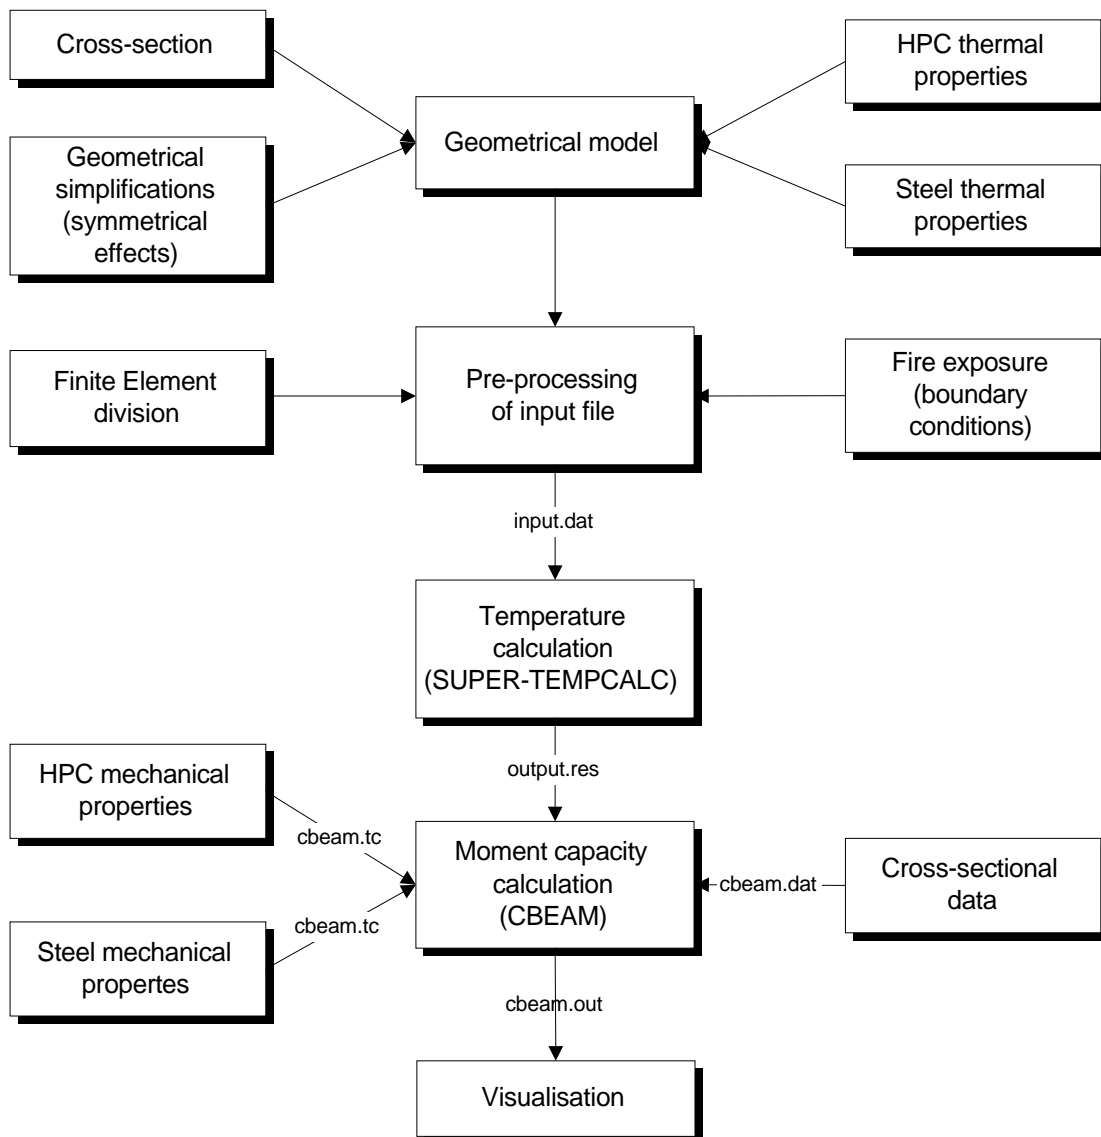 Cross-section
HPC thermal
properties
Geometrical model
Geometrical
simplifications
(symmetrical
effects)
Steel thermal
properties
Finite Element
division
Pre-processing
of input file
Fire exposure
(boundary
conditions)
input.dat
Temperature
calculation
(SUPER-TEMPCALC)
output.res
HPC mechanical
properties
cbeam.tc
Moment capacity
calculation
(CBEAM)
cbeam.dat
Cross-sectional
data
cbeam.tc
Steel mechanical
propertes
cbeam.out
Visualisation